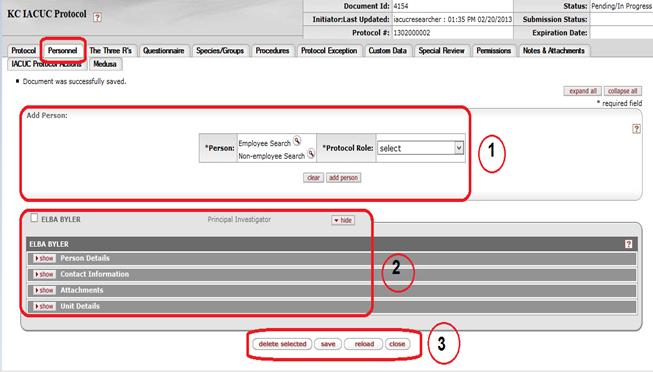 KC IACUC Protocol ?
Document Id: 4154 Status: Pending/In Progress
Initiator:Last Updated: iacucresearcher : 01:35 PM 02/20/2013 Submission Status:
Protocol #: 1302000002 Expiration Date:
Protocol Personnel The Three R's Questionnaire Species/Groups Procedures Protocol Exception Custom Data Special Review Permissions Notes & Attachments
IACUC Protocol Actions Medusa
Document was successfully saved.
expand all collapse all
* required field
Add Person: ?
*Person: Employee Search
Non-employee Search
*Protocol Role: select
1
clear add person
ELBA BYLER Principal Investigator hide
ELBA BYLER ?
show Person Details
show Contact Information
2
show Attachments
show Unit Details
delete selected save reload close
3